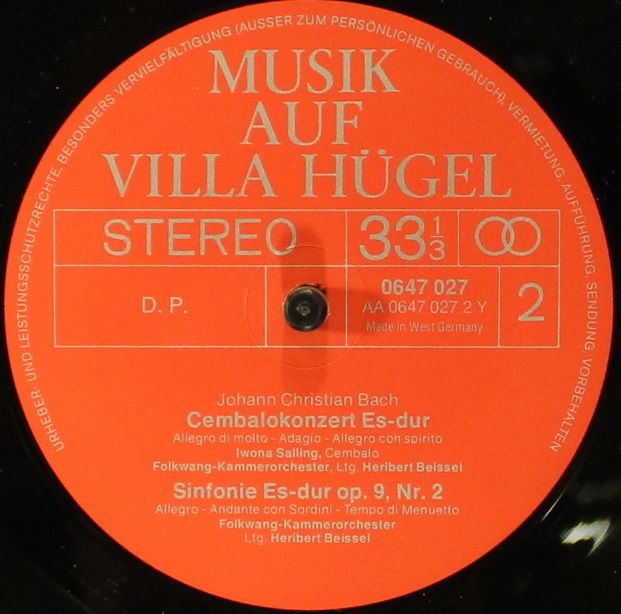 URHEBER- UND LEISTUNGSSCHUTZRECHTE, BESONDERS VERVIELFÄLTIGUNG (AUSSER ZUM PERSÖNLICHEN GEBRAUCH), VERMIETUNG, AUFFÜHRUNG, SENDUNG, VORBEHALTEN
MUSIK
AUF
VILLA HÜGEL
STEREO 33 1/3
D. P. 0647 027 2
AA 0647 027.2 Y
Made in West Germany
Johann Christian Bach
Cembalokonzert Es-dur
Allegro di molto - Adagio - Allegro con spirito
Iwona Salling, Cembalo
Folkwang-Kammerorchester, Ltg. Heribert Beissel
Sinfonie Es-dur op. 9, Nr. 2
Allegro - Andante con Sordini - Tempo di Menuetto
Folkwang-Kammerorchester
Ltg. Heribert Beissel